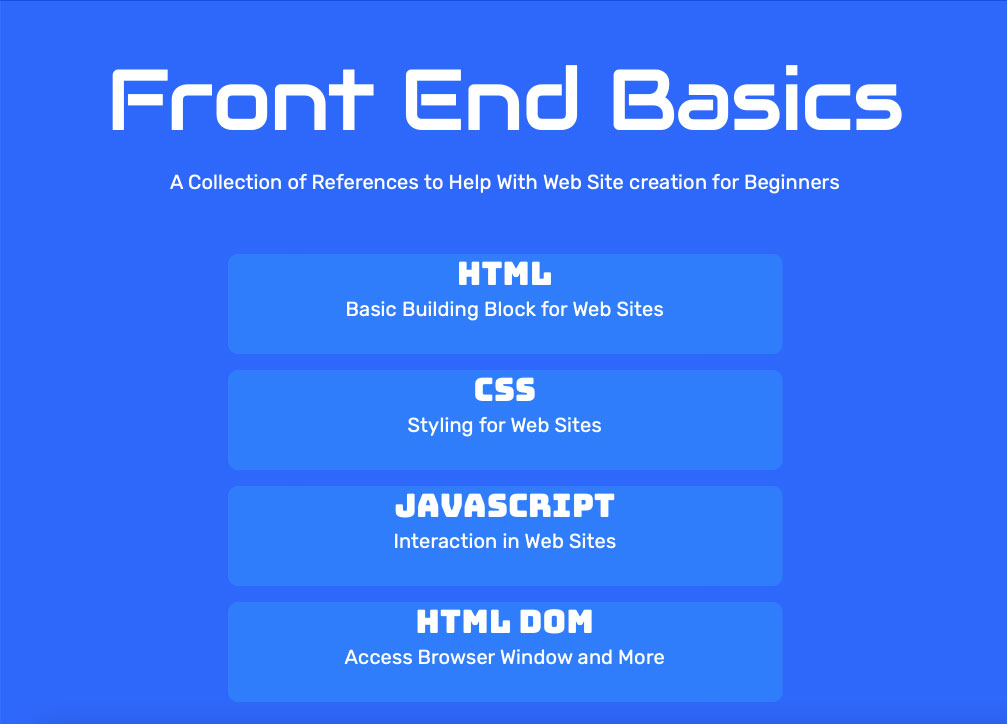 Front End Basics
A Collection of References to Help With Web Site creation for Beginners
HTML
Basic Building Block for Web Sites
CSS
Styling for Web Sites
JAVASCRIPT
Interaction in Web Sites
HTML DOM
Access Browser Window and More